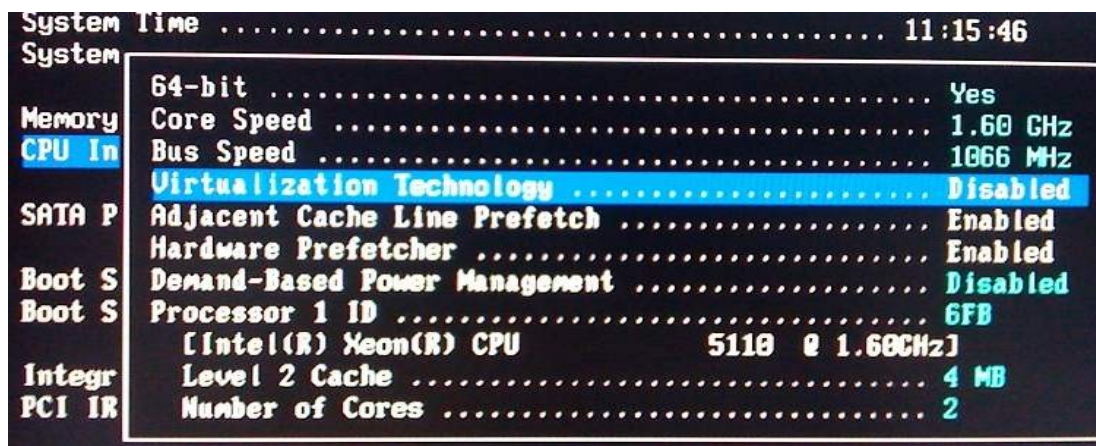 System Time ........................................ 11:15:46
System
64-bit ........................................ Yes
Memory Core Speed ........................................ 1.60 GHz
CPU In Bus Speed ........................................ 1066 MHz
Virtualization Technology ...................... Disabled
SATA P Adjacent Cache Line Prefetch ................... Enabled
Hardware Prefetcher ............................ Enabled
Boot S Demand-Based Power Management .................. Disabled
Boot S Processor 1 ID ................................. 6FB
[Intel(R) Xeon(R) CPU 5110 @ 1.60GHz]
Integr Level 2 Cache ................................ 4 MB
PCI IR Number of Cores .............................. 2